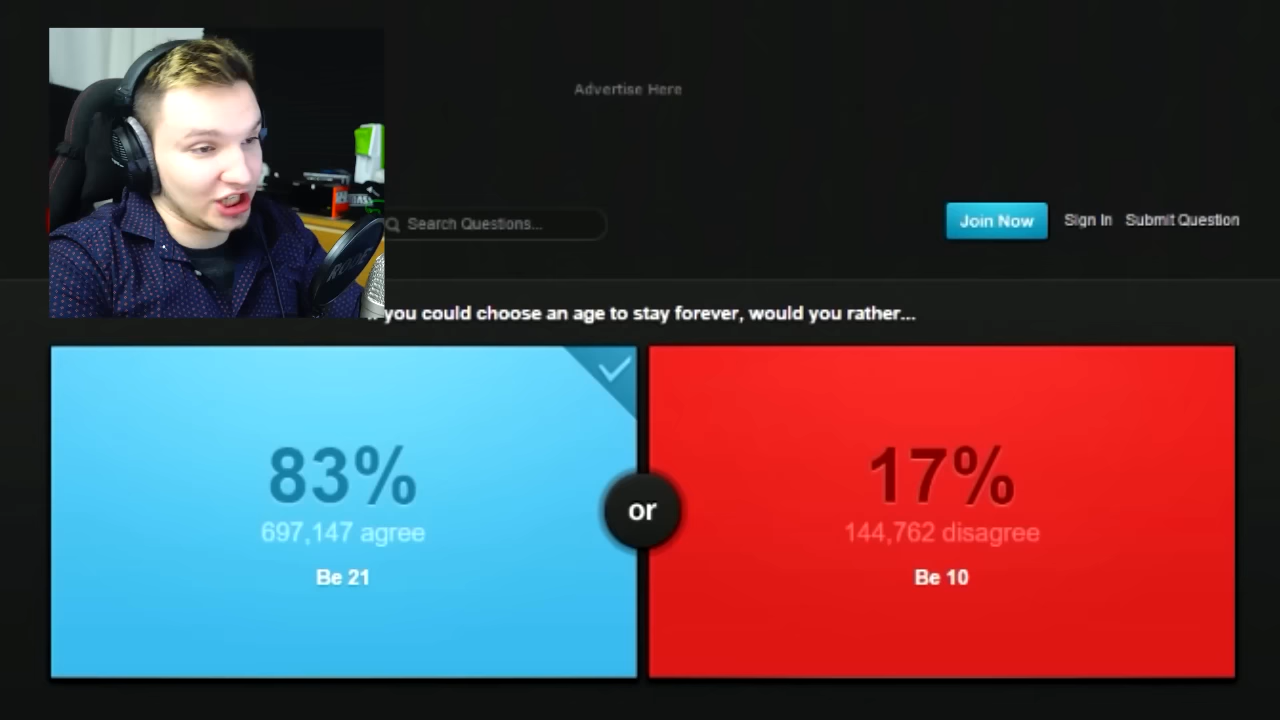 Advertise Here
Search Questions...
Join Now
Sign In
Submit Question
you could choose an age to stay forever, would you rather...
83%
697,147 agree
Be 21
or
17%
144,762 disagree
Be 10